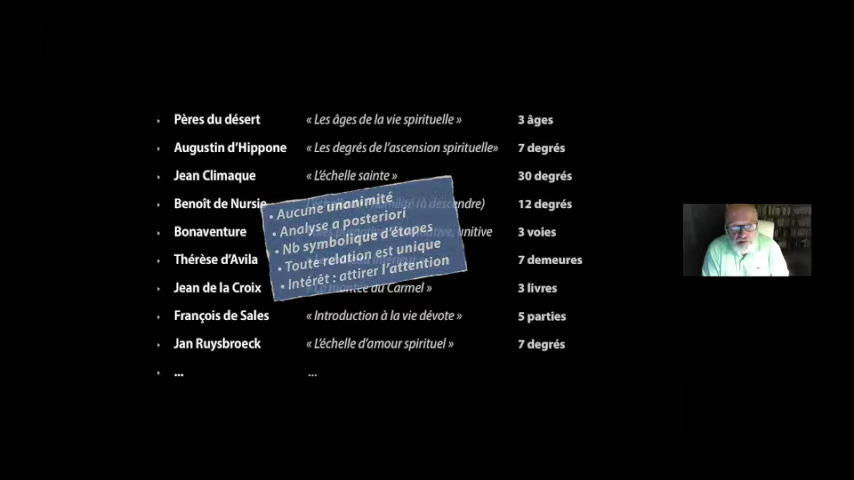 Pères du désert « Les âges de la vie spirituelle » 3 âges
Augustin d'Hippone « Les degrés de l'ascension spirituelle» 7 degrés
Jean Climaque « L'échelle sainte » 30 degrés
Benoît de Nursie (à descendre) 12 degrés
Bonaventure unitive 3 voies
Thérèse d'Avila 7 demeures
Jean de la Croix montée du Carmel » 3 livres
François de Sales « Introduction à la vie dévote » 5 parties
Jan Ruysbroeck « L'échelle d'amour spirituel » 7 degrés
... ...
• Aucune unanimité
• Analyse a posteriori
• Nb symbolique d'étapes
• Toute relation est unique
• Intérêt : attirer l'attention